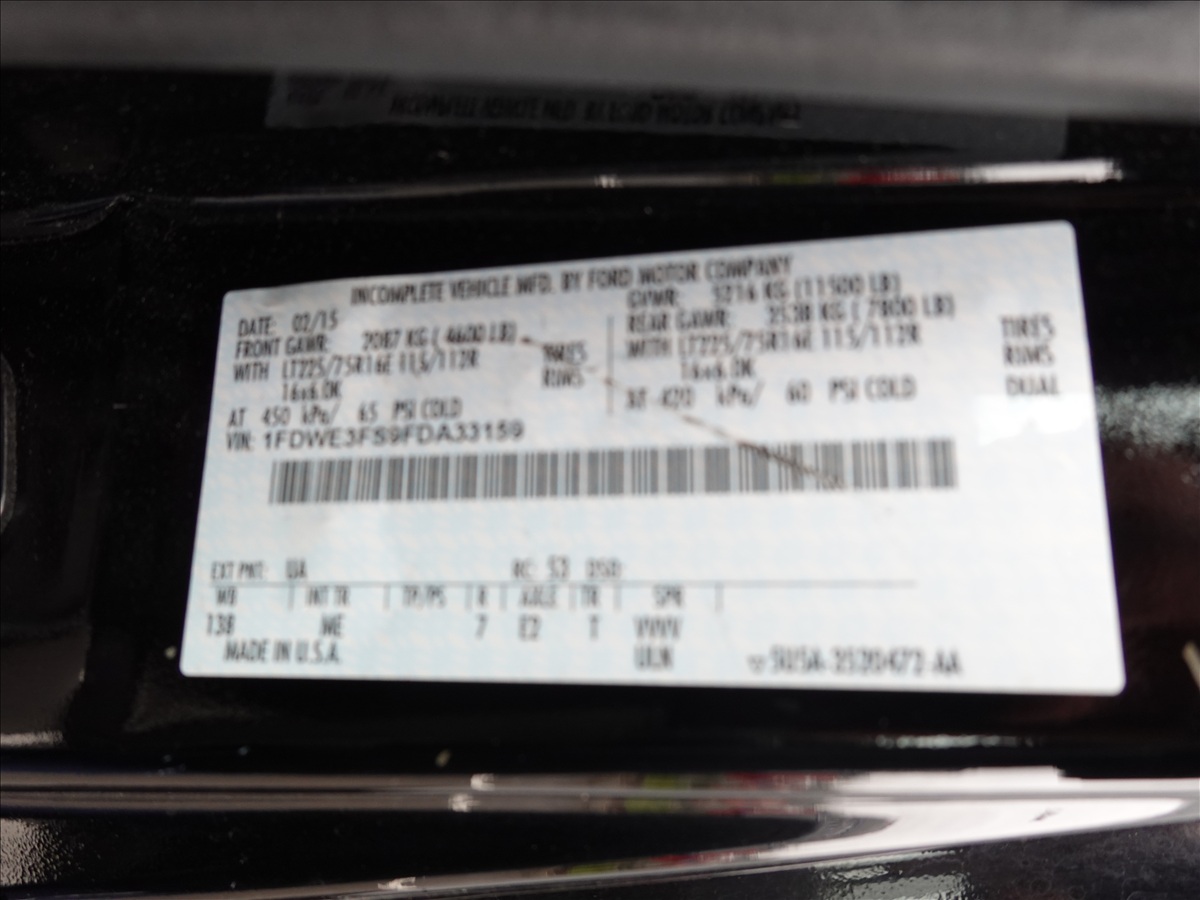 INCOMPLETE VEHICLE MFD. BY FORD MOTOR COMPANY
DATE: 02/15 GVWR: 5216 KG (11500 LB)
FRONT GAWR: 2087 KG ( 4600 LB) REAR GAWR: 3538 KG ( 7800 LB)
WITH LT225/75R16E 115/112R TIRES WITH LT225/75R16E 115/112R TIRES
16x6.0K RIMS 16x6.0K RIMS
AT 450 kPa/ 65 PSI COLD AT 420 kPa/ 60 PSI COLD DUAL
VIN: 1FDWE3FS9FDA33159
EXT PNT: UA RC: 53 DSO:
WB | INT TR | TP/PS | R | AXLE | TR | SPR |
138 ME 7 E2 T VVVV
MADE IN U.S.A.